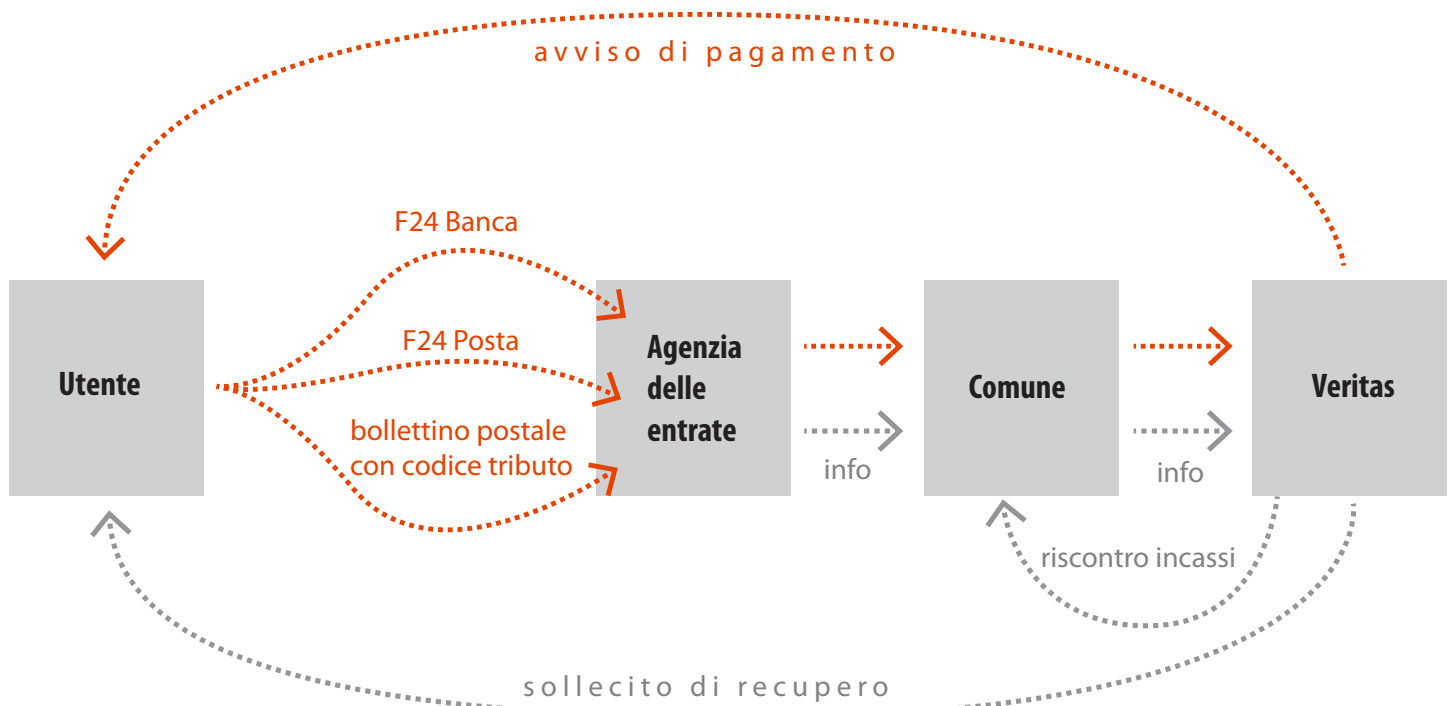 avviso di pagamento
F24 Banca
F24 Posta
bollettino postale
con codice tributo
Utente
Agenzia
delle
entrate
Comune
Veritas
info
info
riscontro incassi
sollecito di recupero